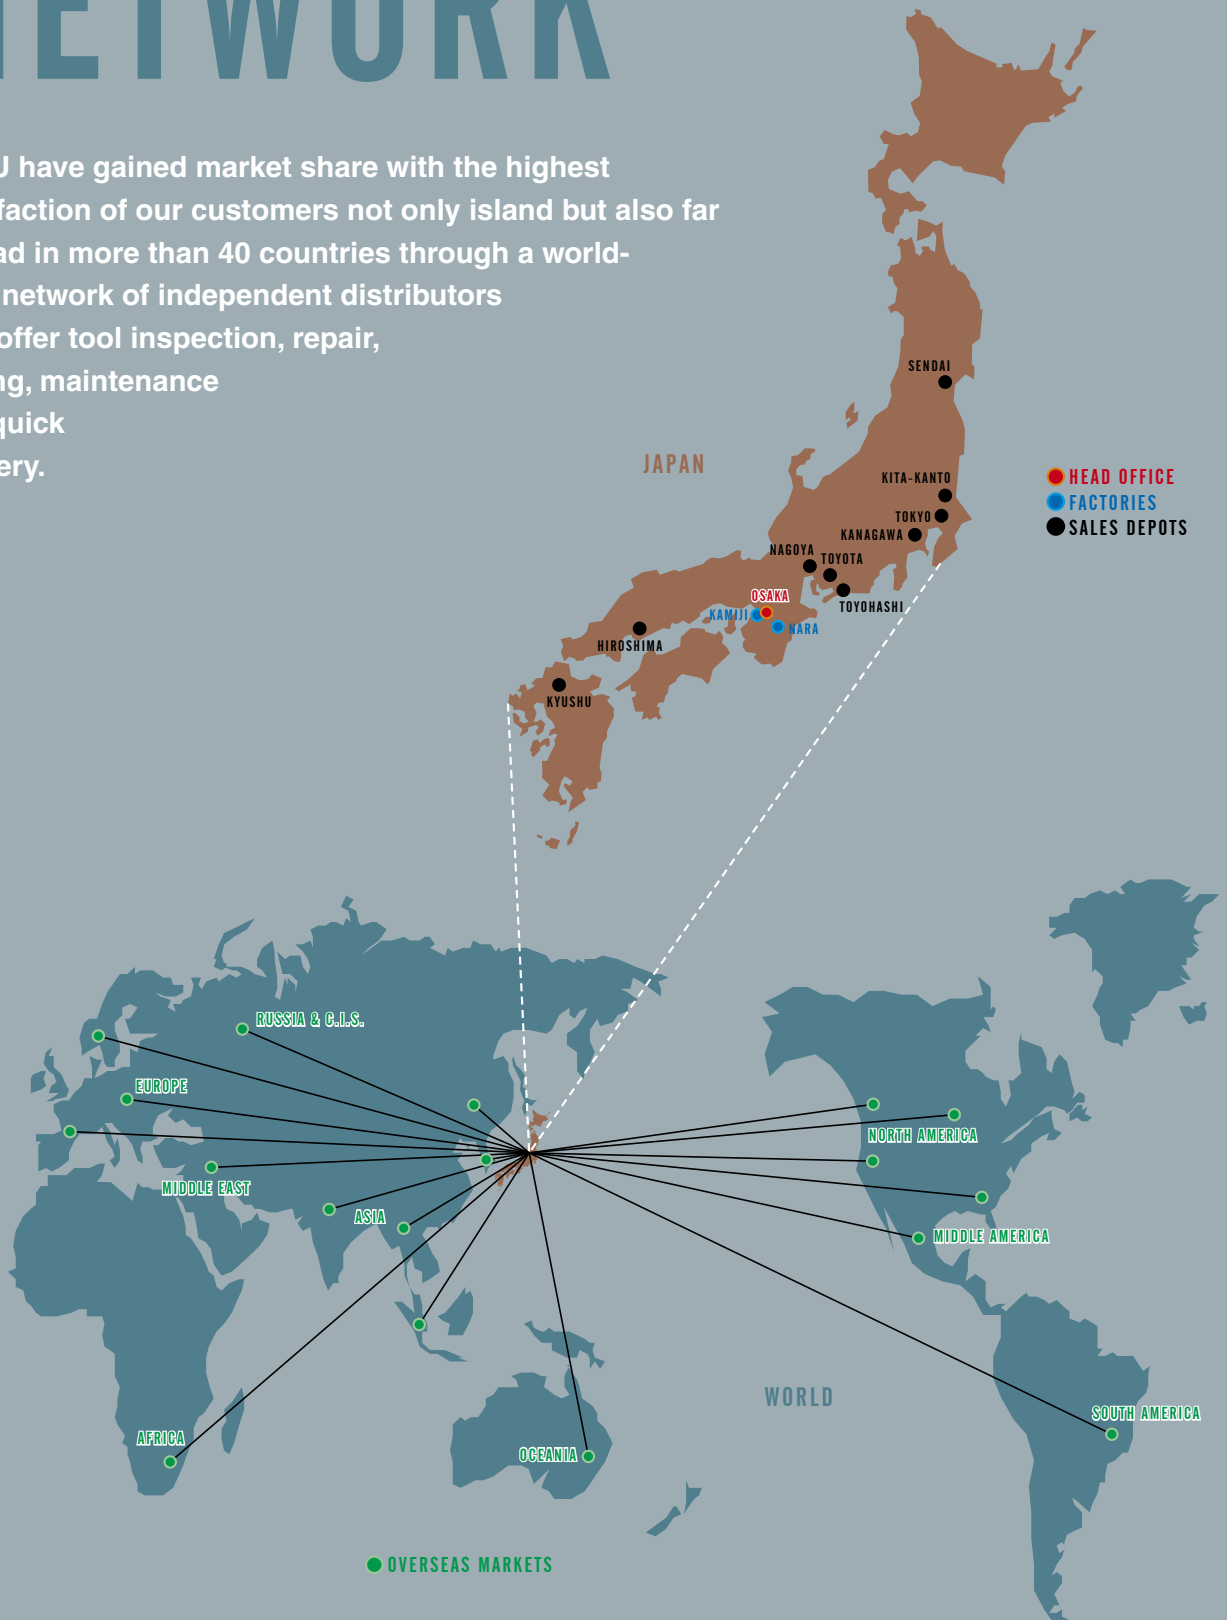 NETWORK
U have gained market share with the highest
faction of our customers not only island but also far
ad in more than 40 countries through a world-
network of independent distributors
offer tool inspection, repair,
ng, maintenance
quick
ery.
SENDAI
JAPAN
KITA-KANTO
HEAD OFFICE
FACTORIES
SALES DEPOTS
TOKYO
KANAGAWA
NAGOYA
TOYOTA
OSAKA
TOYOHASHI
KAMIJI
NARA
HIROSHIMA
KYUSHU
RUSSIA & C.I.S.
EUROPE
NORTH AMERICA
MIDDLE EAST
ASIA
MIDDLE AMERICA
WORLD
SOUTH AMERICA
AFRICA
OCEANIA
OVERSEAS MARKETS